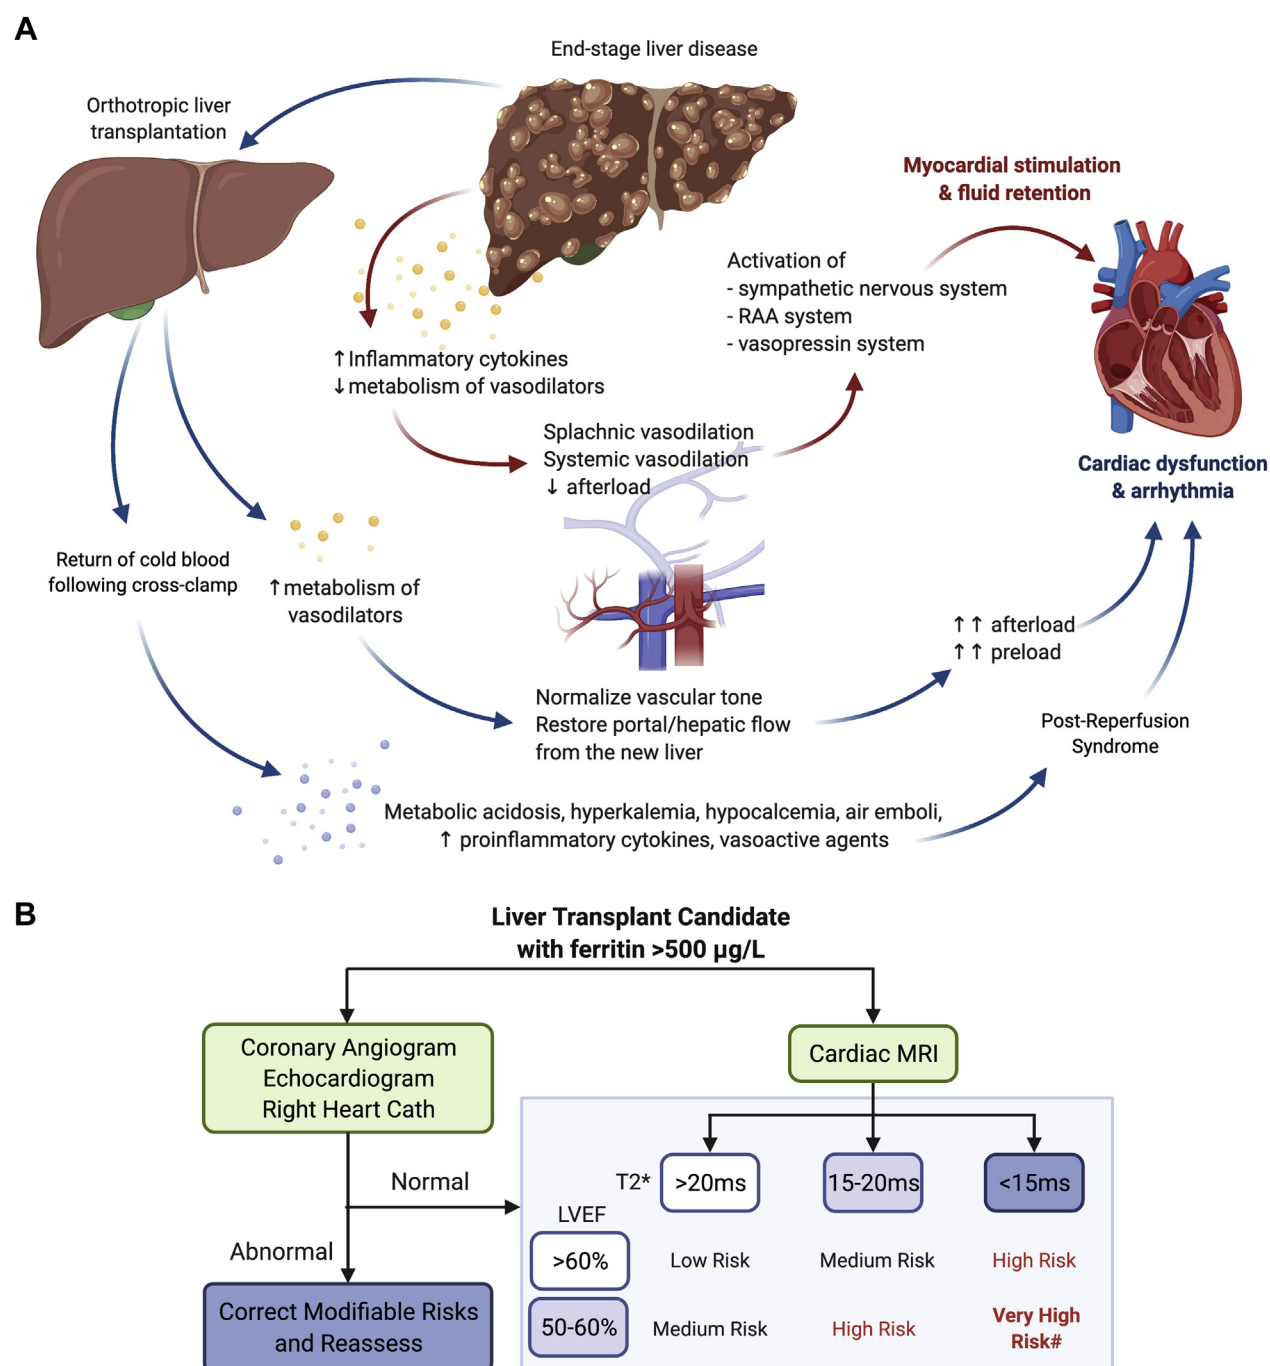 A
End-stage liver disease
Orthotropic liver
transplantation
Myocardial stimulation
& fluid retention
Activation of
- sympathetic nervous system
- RAA system
- vasopressin system
↑Inflammatory cytokines
↓metabolism of vasodilators
Splachnic vasodilation
Systemic vasodilation
↓ afterload
Cardiac dysfunction
& arrhythmia
Return of cold blood
following cross-clamp
↑metabolism of
vasodilators
↑↑ afterload
↑↑ preload
Normalize vascular tone
Restore portal/hepatic flow
from the new liver
Post-Reperfusion
Syndrome
Metabolic acidosis, hyperkalemia, hypocalcemia, air emboli,
↑ proinflammatory cytokines, vasoactive agents
B
Liver Transplant Candidate
with ferritin >500 µg/L
Coronary Angiogram
Echocardiogram
Right Heart Cath
Cardiac MRI
Normal
Abnormal
Correct Modifiable Risks
and Reassess
T2* >20ms 15-20ms <15ms
LVEF
>60% Low Risk Medium Risk High Risk
50-60% Medium Risk High Risk Very High
Risk#